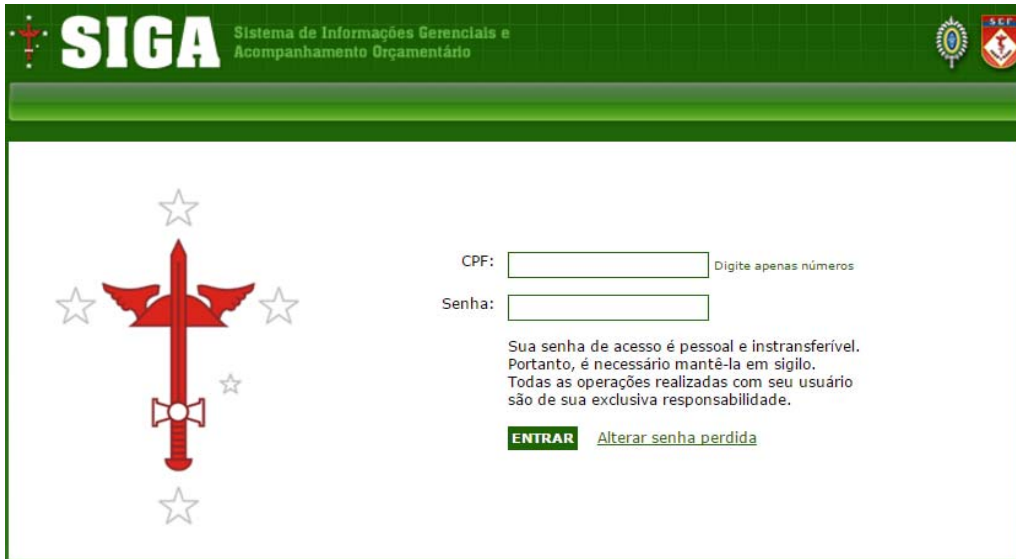 SIGA
Sistema de Informações Gerenciais e
Acompanhamento Orçamentário
SEF
CPF:
Digite apenas números
Senha:
Sua senha de acesso é pessoal e instransferível.
Portanto, é necessário mantê-la em sigilo.
Todas as operações realizadas com seu usuário
são de sua exclusiva responsabilidade.
ENTRAR Alterar senha perdida